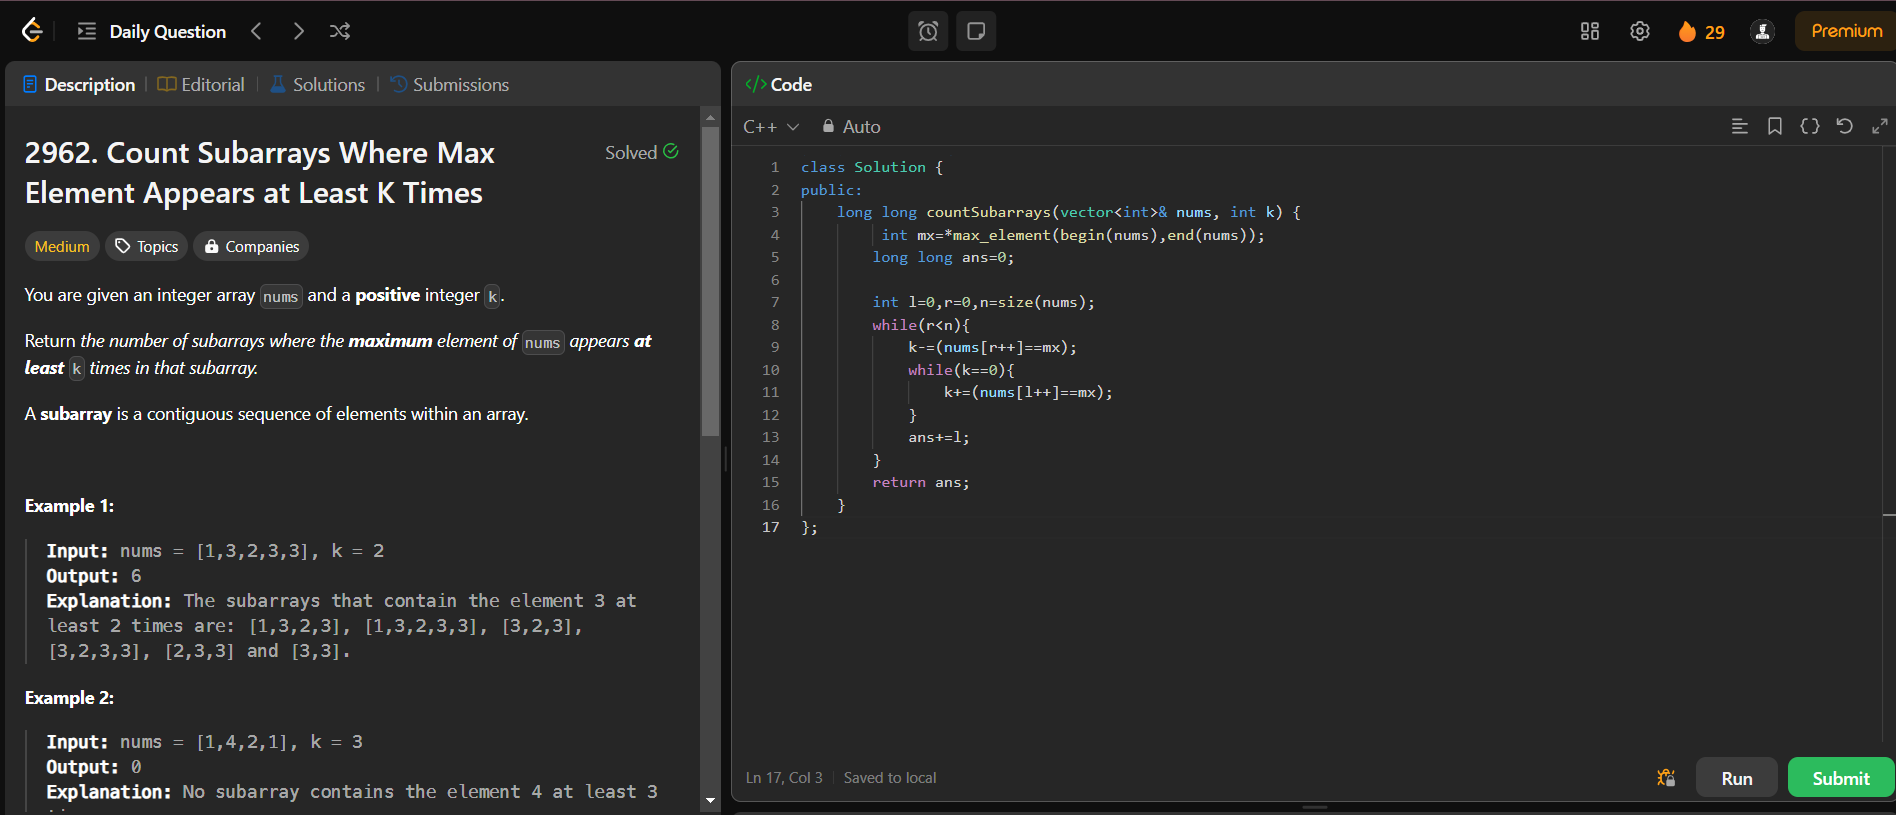 Daily Question
29
Premium
Description
Editorial
Solutions
Submissions
2962. Count Subarrays Where Max
Element Appears at Least K Times
Solved
Medium
Topics
Companies
You are given an integer array nums and a positive integer k.
Return the number of subarrays where the maximum element of nums appears at
least k times in that subarray.
A subarray is a contiguous sequence of elements within an array.
Example 1:
Input: nums = [1,3,2,3,3], k = 2
Output: 6
Explanation: The subarrays that contain the element 3 at
least 2 times are: [1,3,2,3], [1,3,2,3,3], [3,2,3],
[3,2,3,3], [2,3,3] and [3,3].
Example 2:
Input: nums = [1,4,2,1], k = 3
Output: 0
Explanation: No subarray contains the element 4 at least 3
</> Code
C++
Auto
1 class Solution {
2 public:
3 long long countSubarrays(vector<int>& nums, int k) {
4 int mx=*max_element(begin(nums),end(nums));
5 long long ans=0;
6
7 int l=0,r=0,n=size(nums);
8 while(r<n){
9 k-=(nums[r++]==mx);
10 while(k==0){
11 k+=(nums[l++]==mx);
12 }
13 ans+=l;
14 }
15 return ans;
16 }
17 };
Ln 17, Col 3
Saved to local
Run
Submit